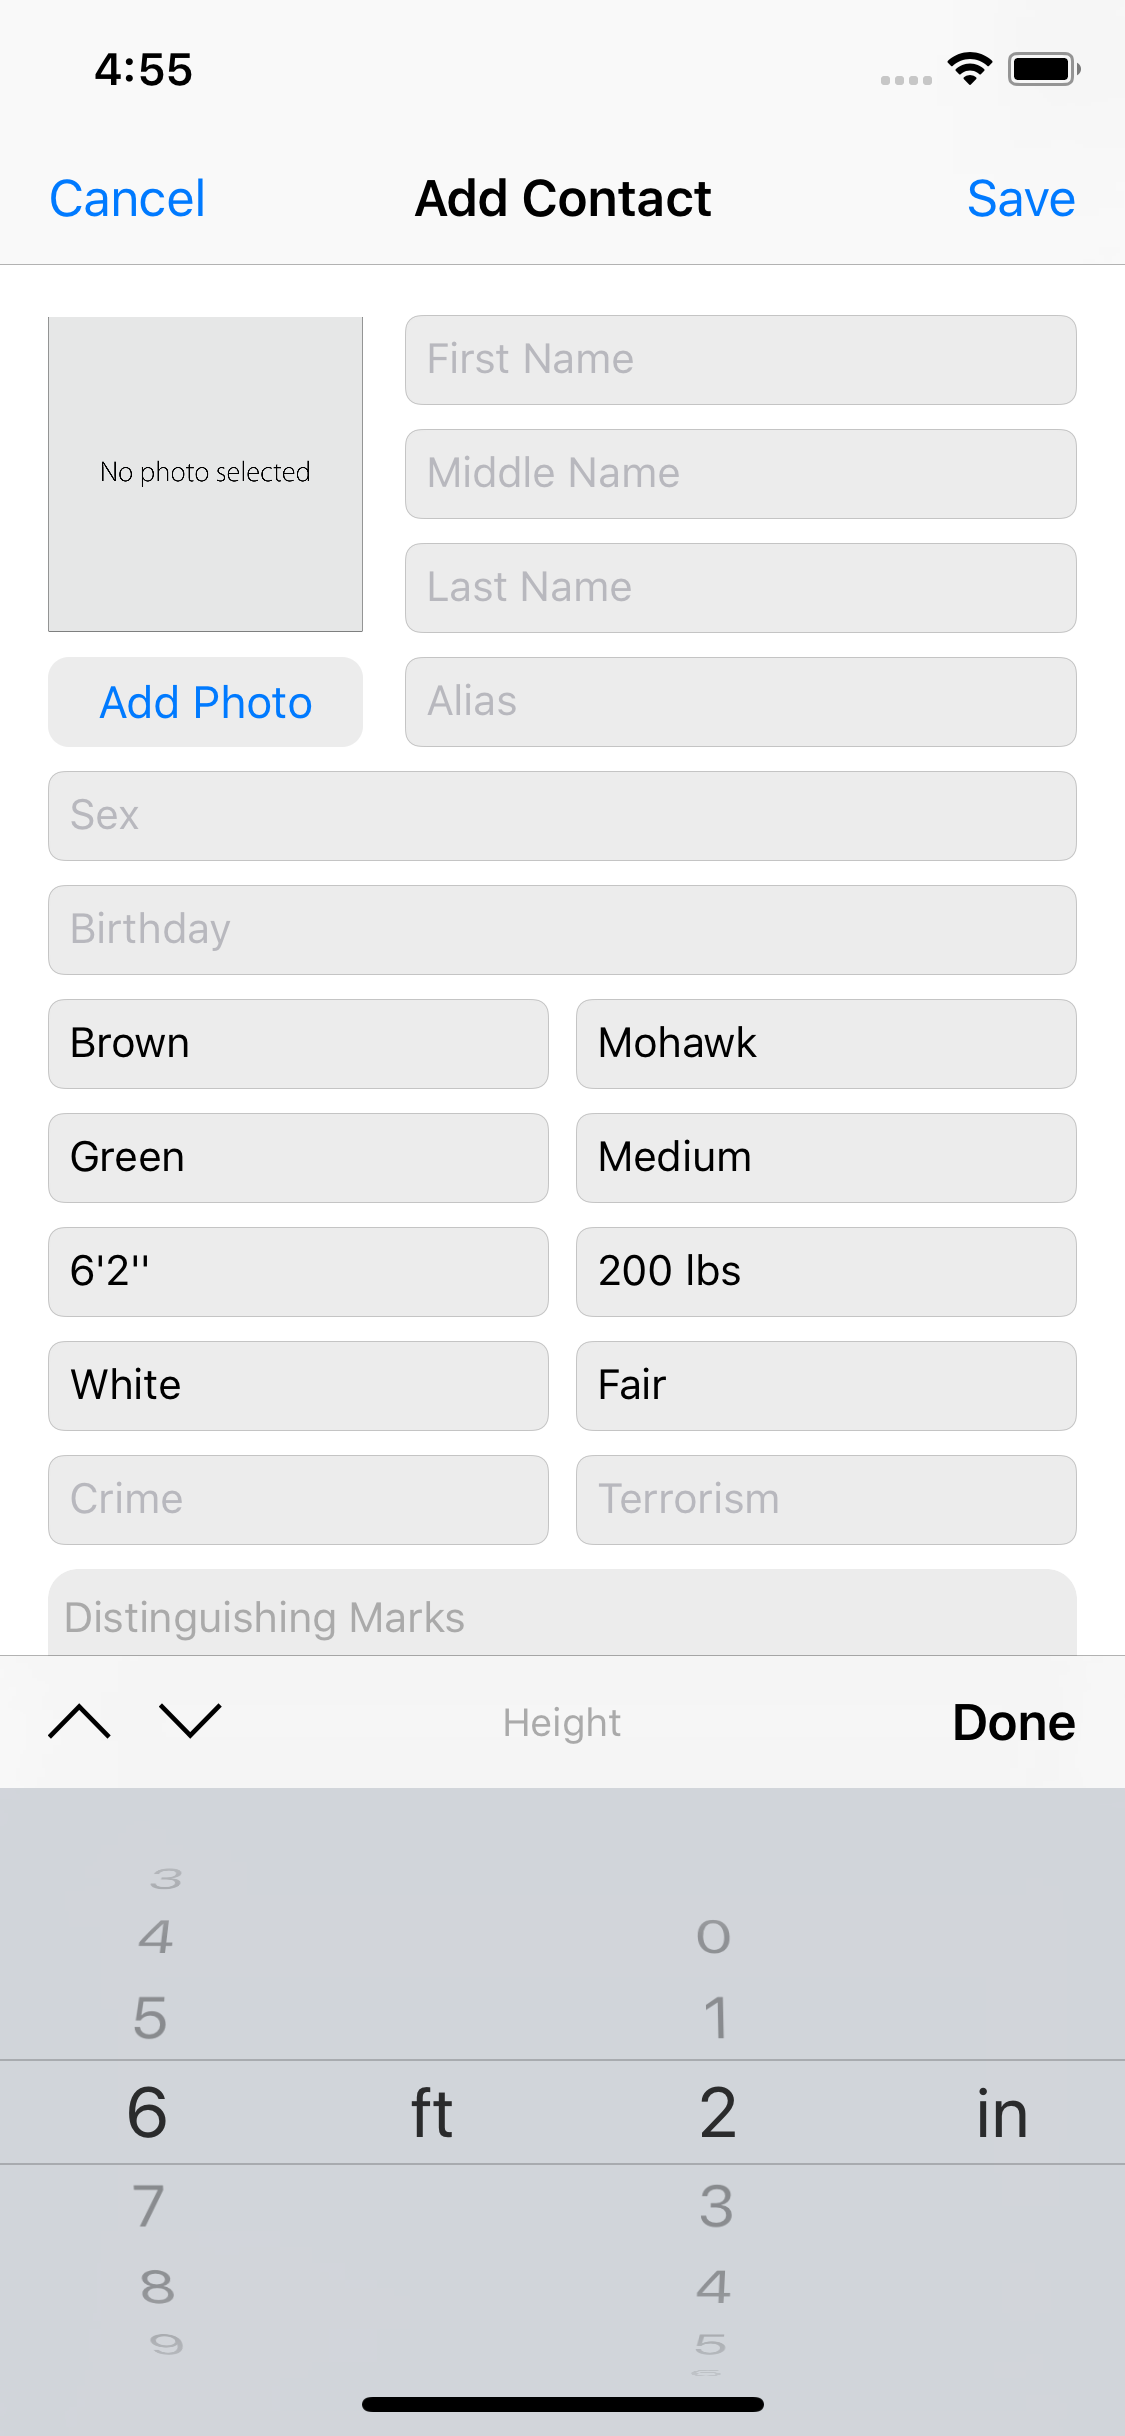 4:55
Cancel Add Contact Save
No photo selected
First Name
Middle Name
Last Name
Add Photo
Alias
Sex
Birthday
Brown Mohawk
Green Medium
6'2'' 200 lbs
White Fair
Crime Terrorism
Distinguishing Marks
Height Done
3
4 0
5 1
6 ft 2 in
7 3
8 4
9 5
6